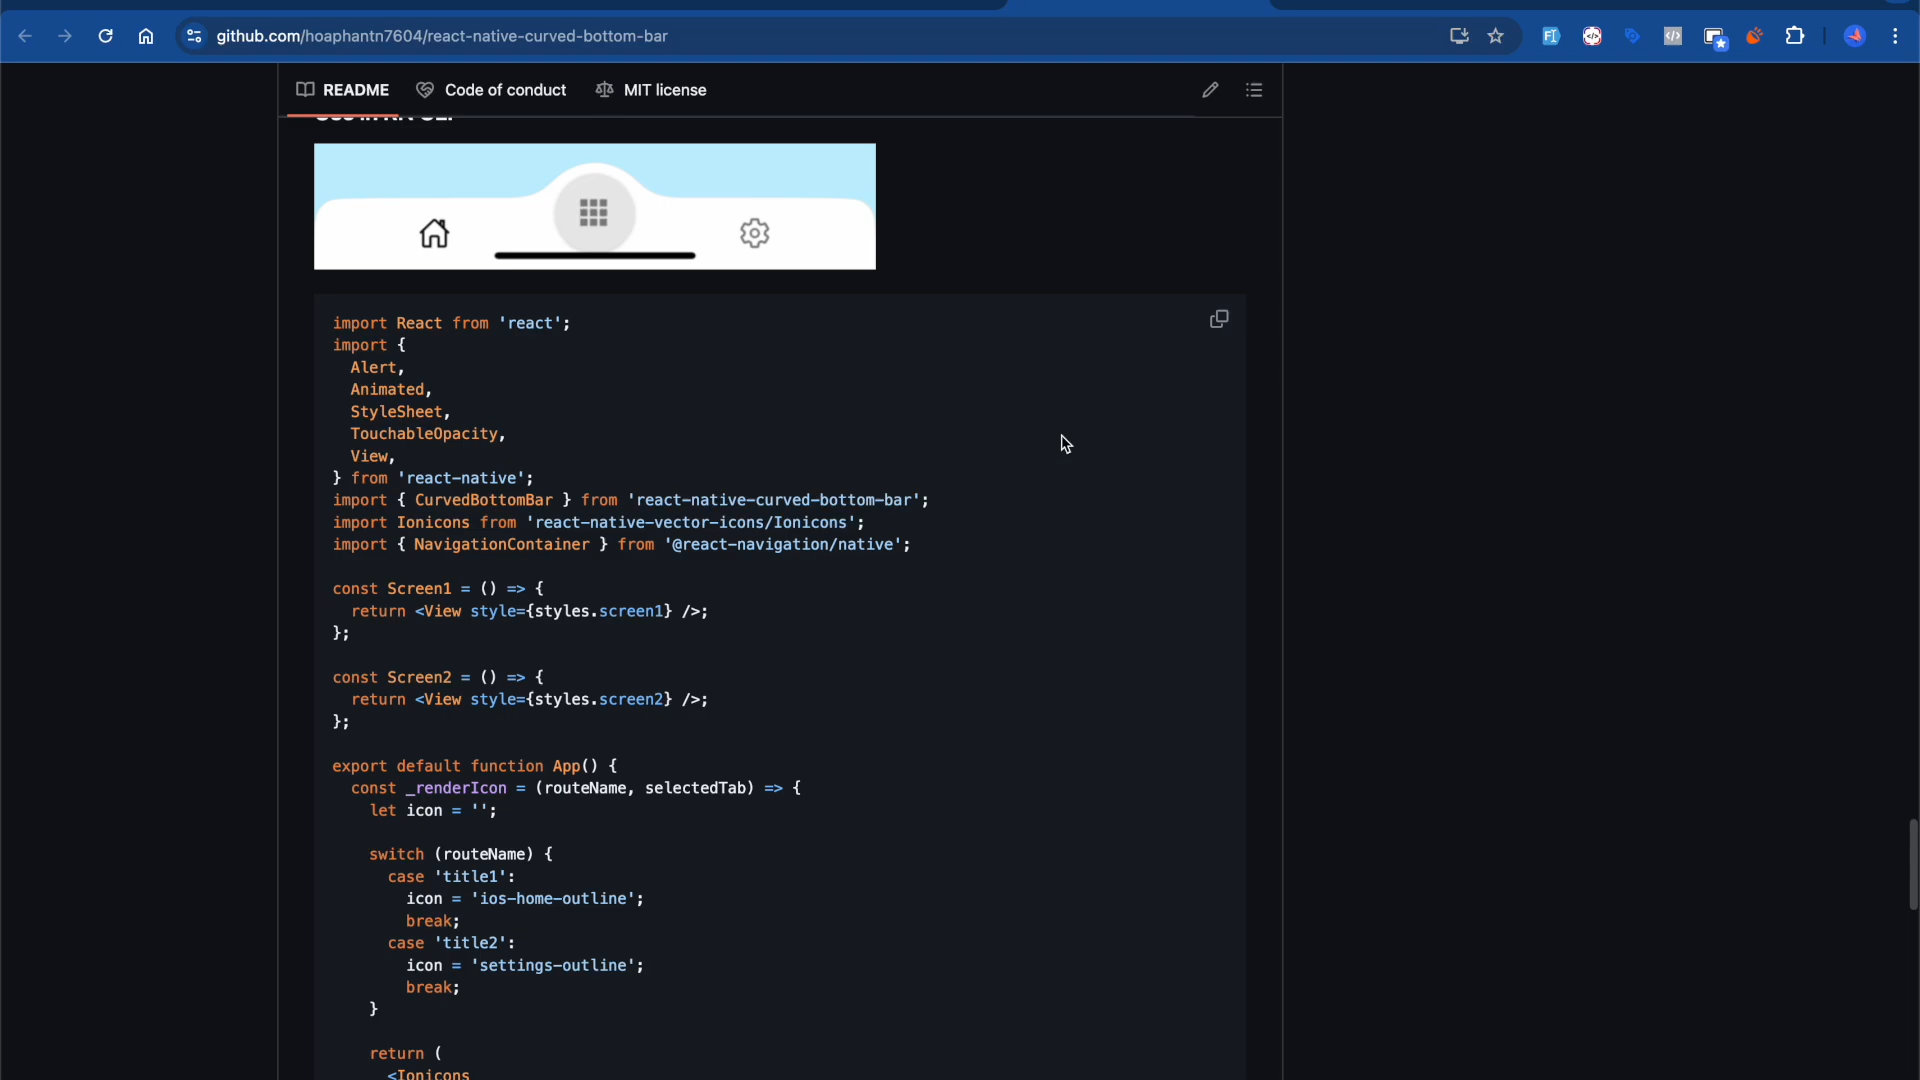 github.com/hoaphantn7604/react-native-curved-bottom-bar
README
Code of conduct
MIT license
import React from 'react';
import {
Alert,
Animated,
StyleSheet,
TouchableOpacity,
View,
} from 'react-native';
import { CurvedBottomBar } from 'react-native-curved-bottom-bar';
import Ionicons from 'react-native-vector-icons/Ionicons';
import { NavigationContainer } from '@react-navigation/native';
const Screen1 = () => {
return <View style={styles.screen1} />;
};
const Screen2 = () => {
return <View style={styles.screen2} />;
};
export default function App() {
const _renderIcon = (routeName, selectedTab) => {
let icon = '';
switch (routeName) {
case 'title1':
icon = 'ios-home-outline';
break;
case 'title2':
icon = 'settings-outline';
break;
}
return (
<Ionicons